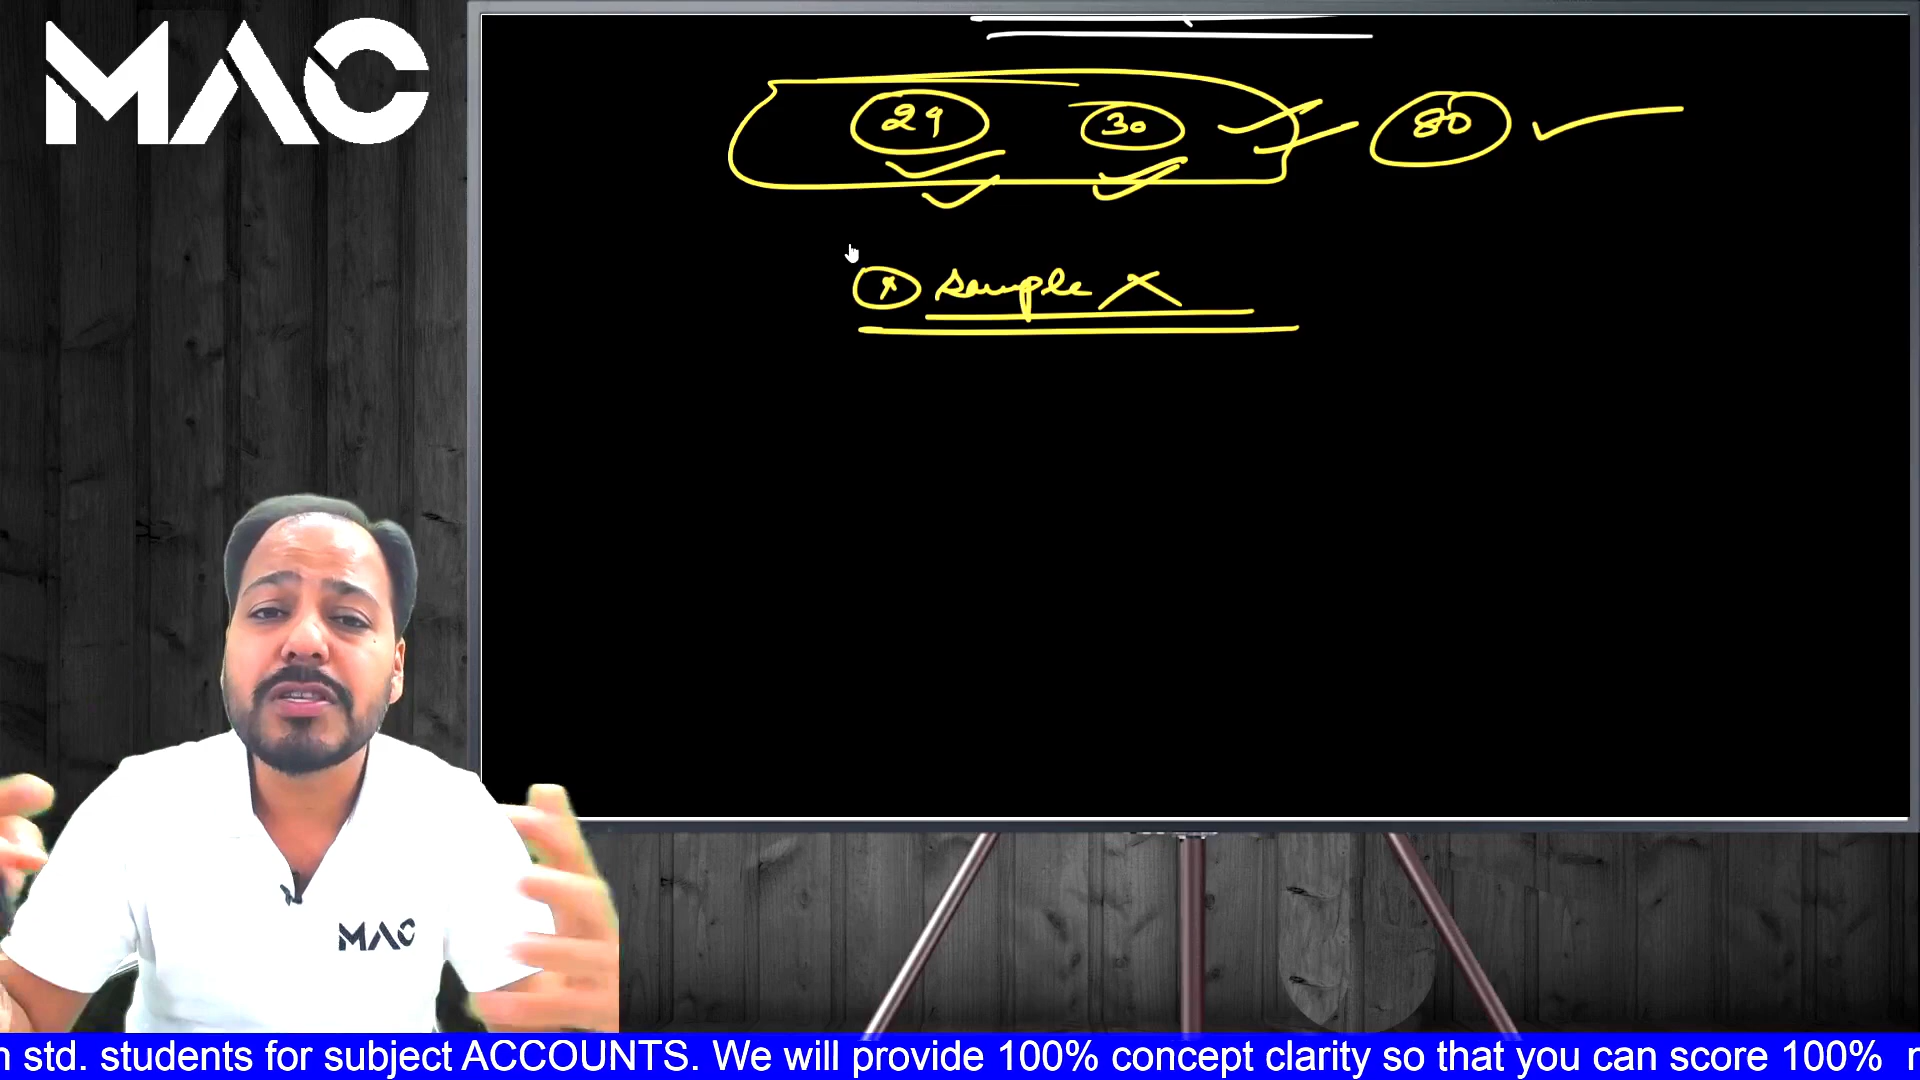 MAC
29 30 80
sample
MAC
std. students for subject ACCOUNTS. We will provide 100% concept clarity so that you can score 100%